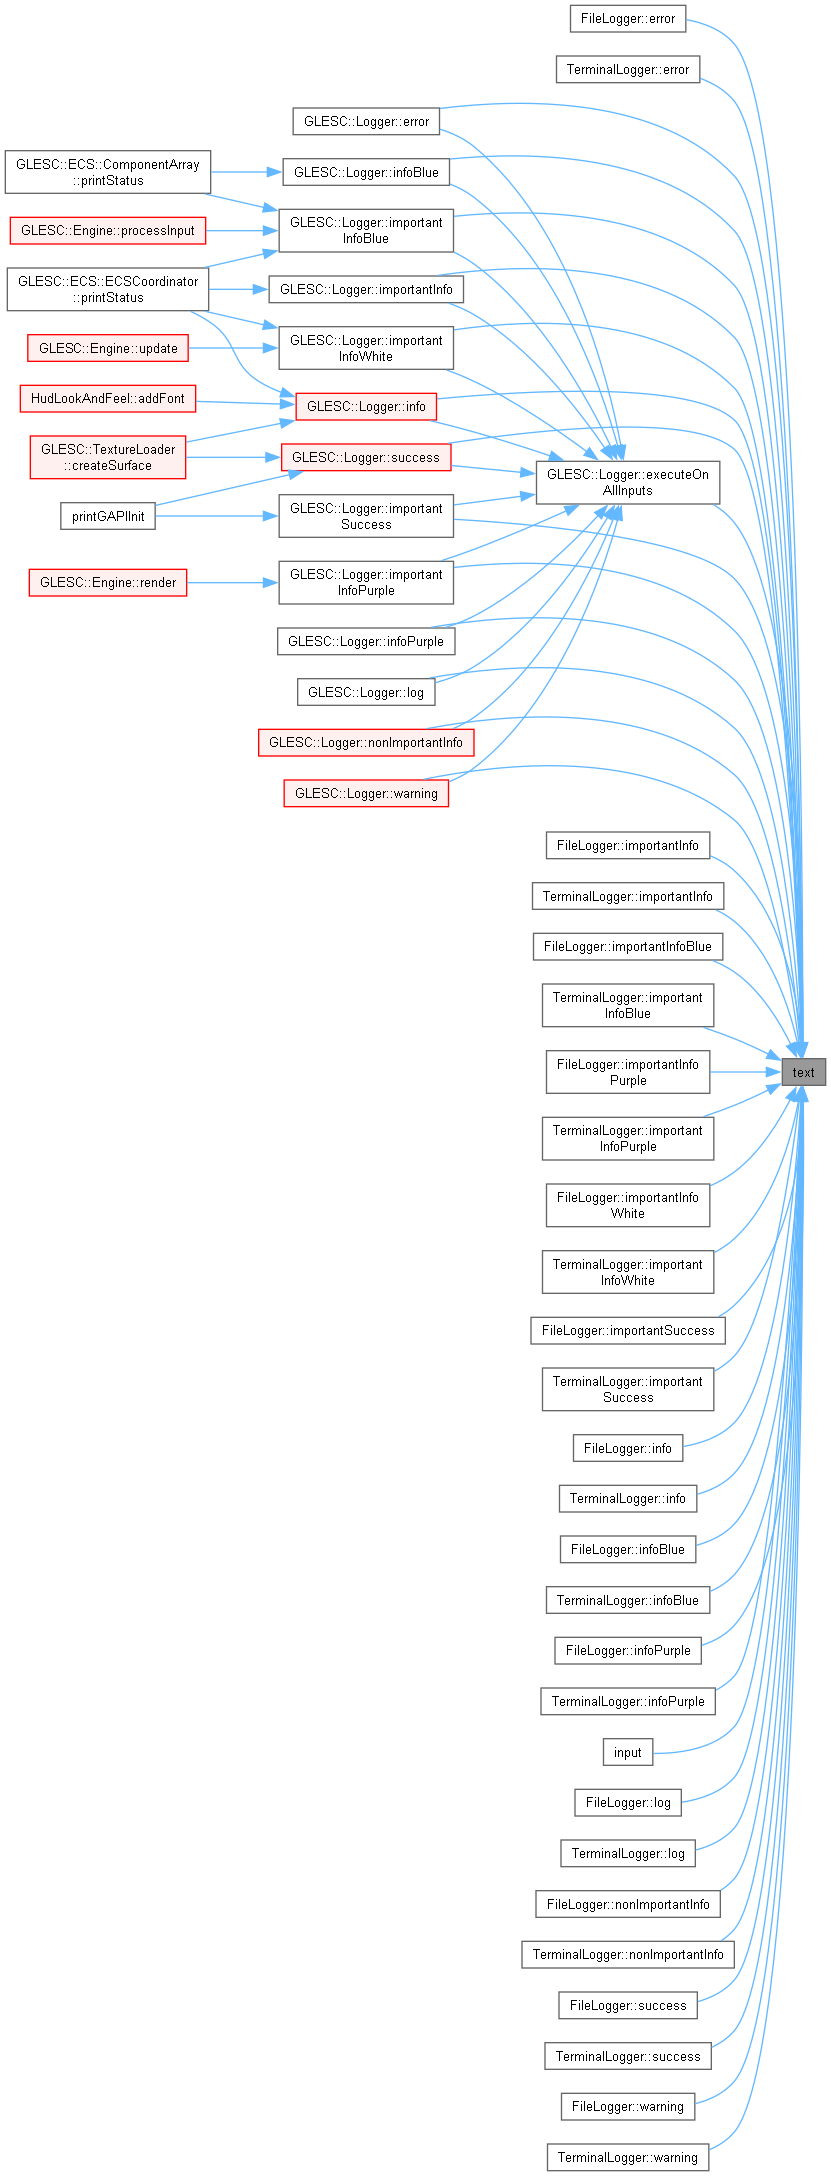 FileLogger::error
TerminalLogger::error
GLESC::Logger::error
GLESC::ECS::ComponentArray
::printStatus
GLESC::Logger::infoBlue
GLESC::Engine::processInput
GLESC::Logger::important
InfoBlue
GLESC::ECS::ECSCoordinator
::printStatus
GLESC::Logger::importantInfo
GLESC::Engine::update
GLESC::Logger::important
InfoWhite
HudLookAndFeel::addFont
GLESC::Logger::info
GLESC::TextureLoader
::createSurface
GLESC::Logger::success
GLESC::Logger::executeOn
AllInputs
printGAPIInit
GLESC::Logger::important
Success
GLESC::Engine::render
GLESC::Logger::important
InfoPurple
GLESC::Logger::infoPurple
GLESC::Logger::log
GLESC::Logger::nonImportantInfo
GLESC::Logger::warning
FileLogger::importantInfo
TerminalLogger::importantInfo
FileLogger::importantInfoBlue
TerminalLogger::important
InfoBlue
text
FileLogger::importantInfo
Purple
TerminalLogger::important
InfoPurple
FileLogger::importantInfo
White
TerminalLogger::important
InfoWhite
FileLogger::importantSuccess
TerminalLogger::important
Success
FileLogger::info
TerminalLogger::info
FileLogger::infoBlue
TerminalLogger::infoBlue
FileLogger::infoPurple
TerminalLogger::infoPurple
input
FileLogger::log
TerminalLogger::log
FileLogger::nonImportantInfo
TerminalLogger::nonImportantInfo
FileLogger::success
TerminalLogger::success
FileLogger::warning
TerminalLogger::warning